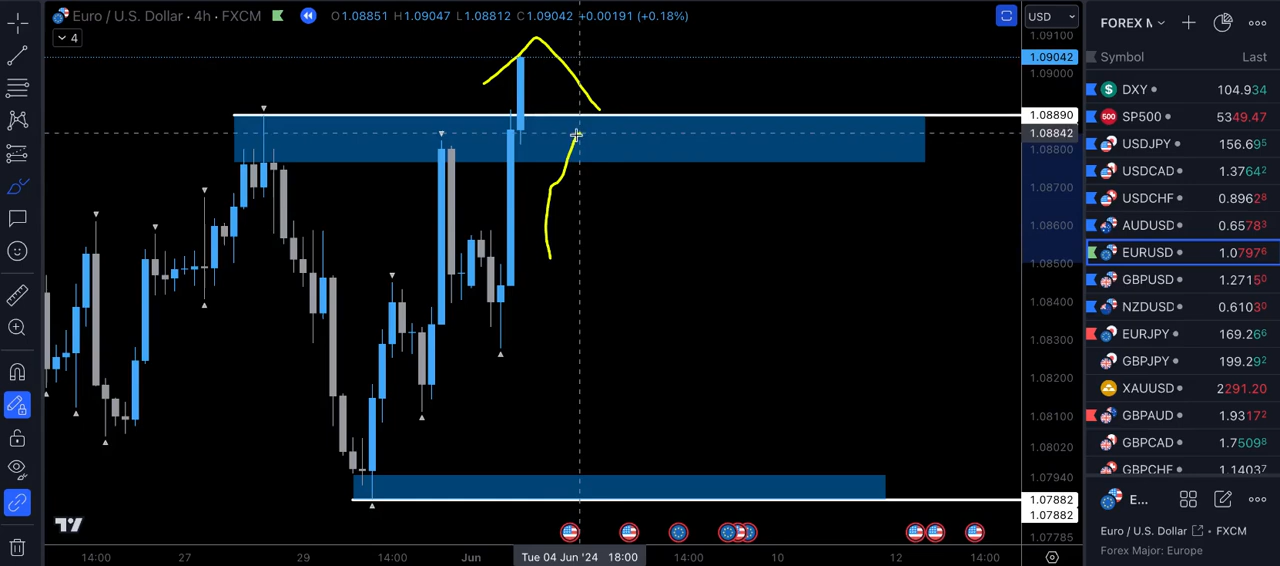 Euro / U.S. Dollar · 4h · FXCM O1.08851 H1.09047 L1.08812 C1.09042 +0.00191 (+0.18%)
4
USD
1.09100
1.09042
1.09000
1.08890
1.08842
1.08800
1.08700
1.08600
1.08500
1.08400
1.08300
1.08200
1.08100
1.08020
1.07940
1.07882
1.07882
1.07785
14:00 27 29 14:00 Jun Tue 04 Jun '24 18:00 14:00 10 12 14:00
FOREX M
Symbol Last
DXY 104.934
SP500 5349.47
USDJPY 156.695
USDCAD 1.37642
USDCHF 0.89628
AUDUSD 0.65783
EURUSD 1.07976
GBPUSD 1.27150
NZDUSD 0.61030
EURJPY 169.266
GBPJPY 199.292
XAUUSD 2291.20
GBPAUD 1.93172
GBPCAD 1.75098
GBPCHF 1.14037
E...
Euro / U.S. Dollar · FXCM
Forex Major: Europe